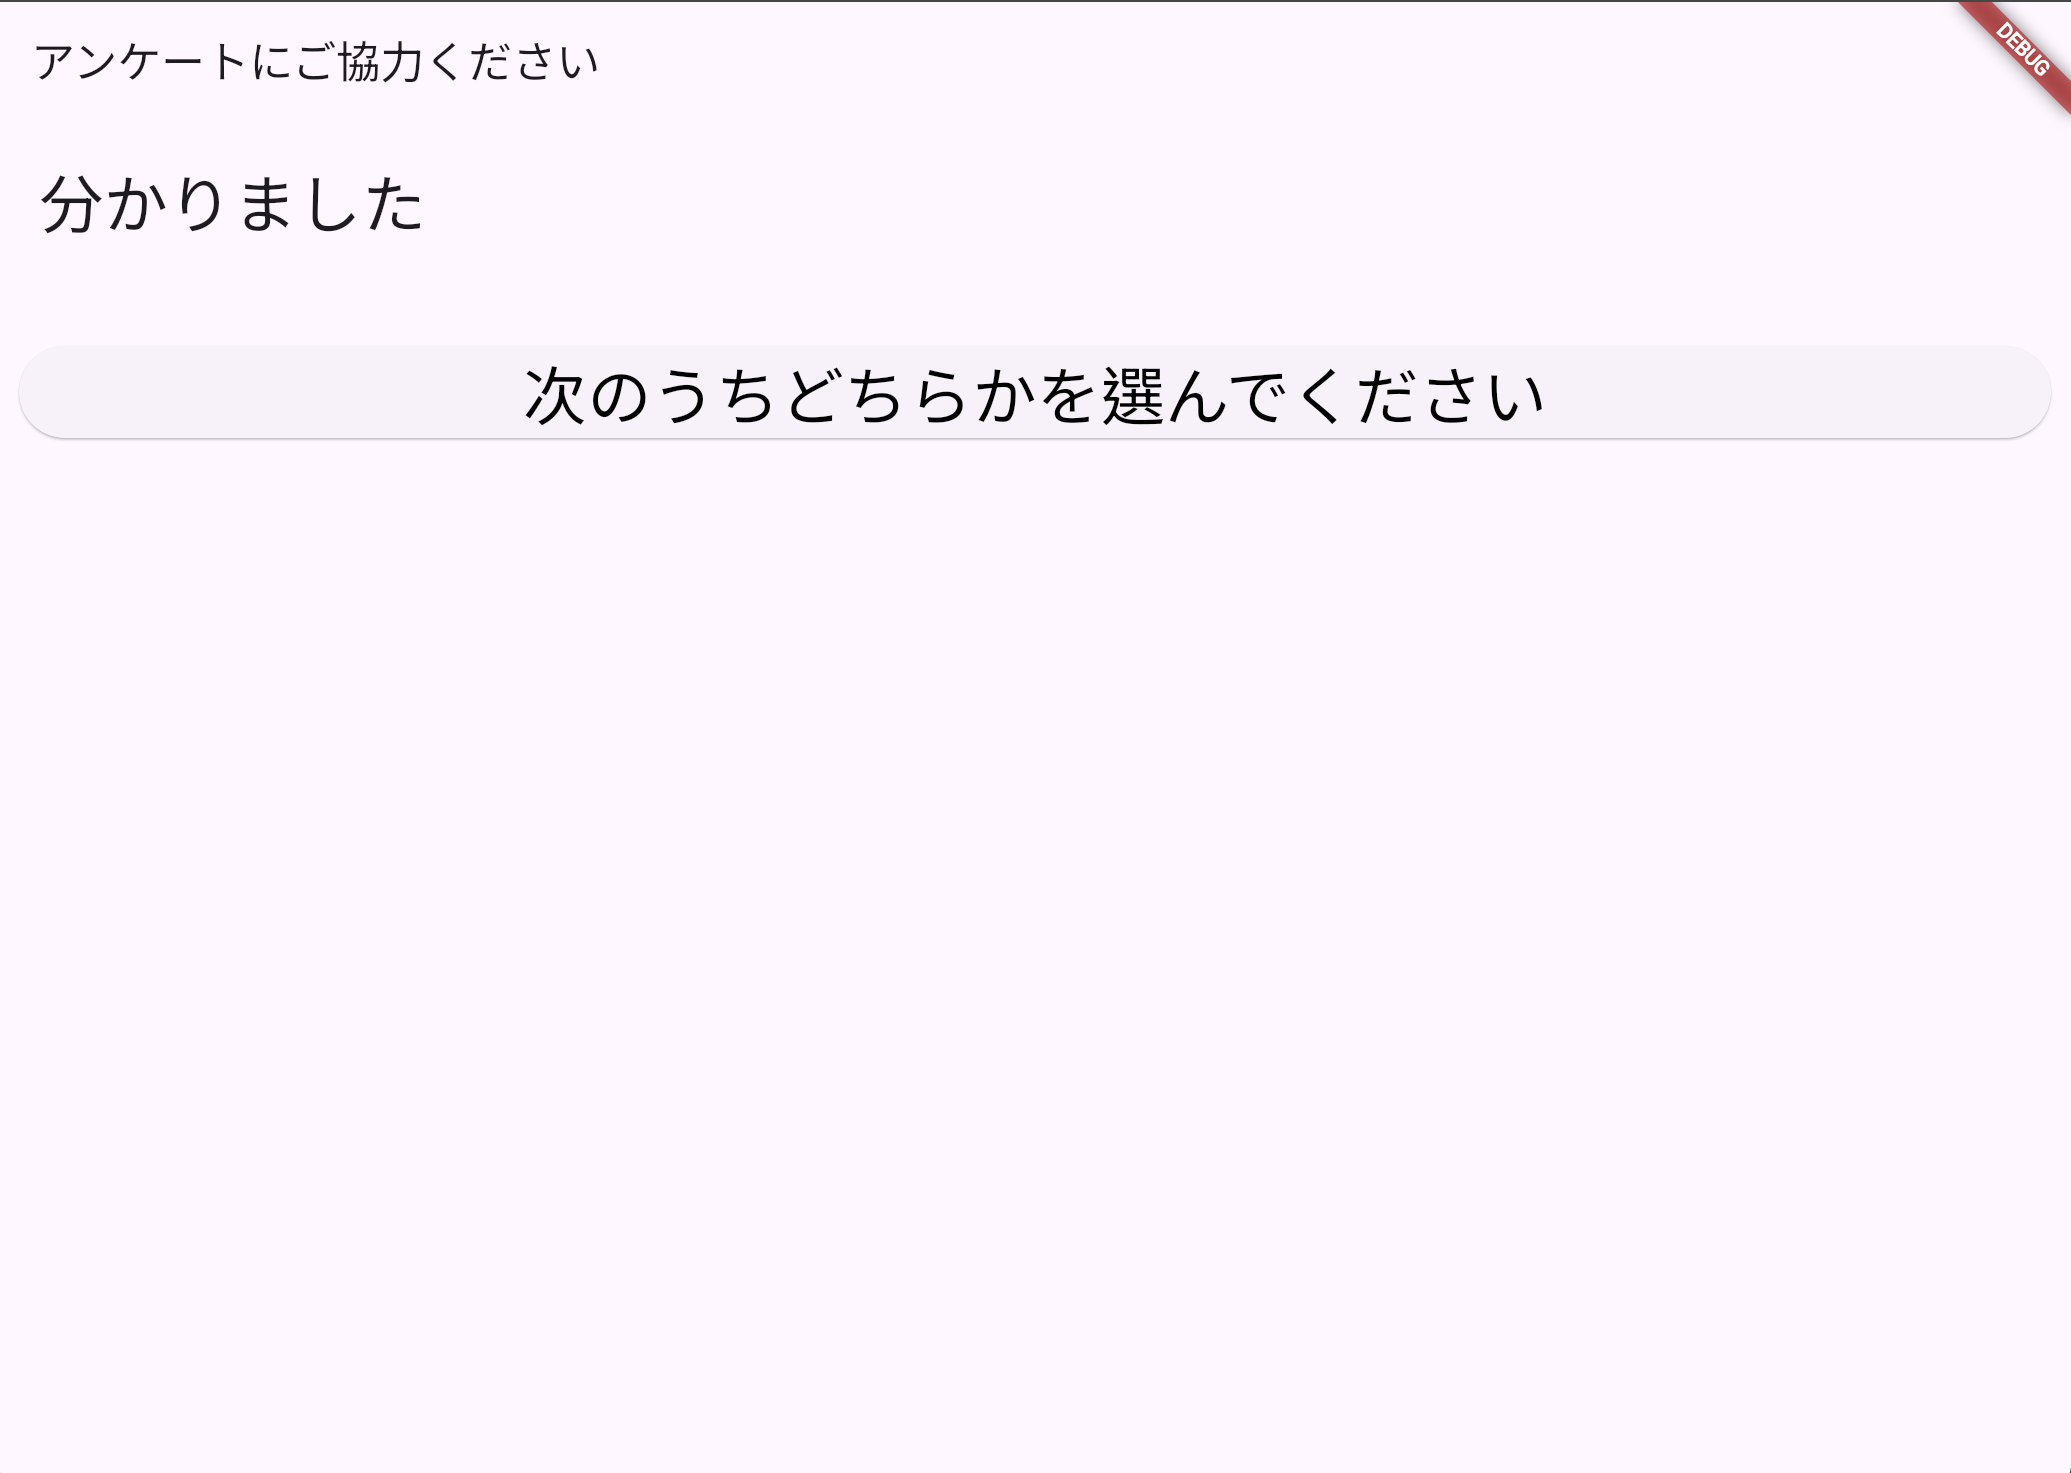 アンケートにご協力ください
DEBUG
分かりました
次のうちどちらかを選んでください